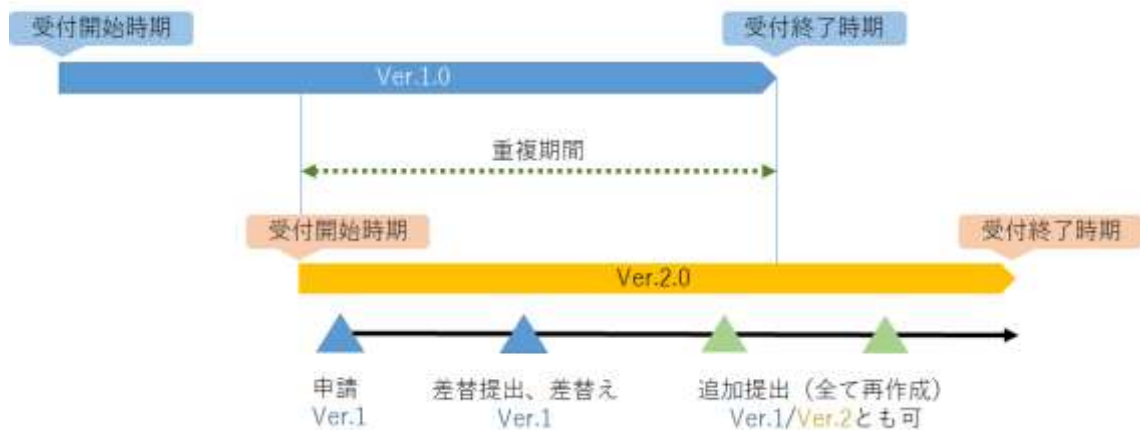 受付開始時期
受付終了時期
Ver.1.0
重複期間
受付開始時期
受付終了時期
Ver.2.0
申請
Ver.1
差替提出、差替え
Ver.1
追加提出（全て再作成）
Ver.1/Ver.2とも可